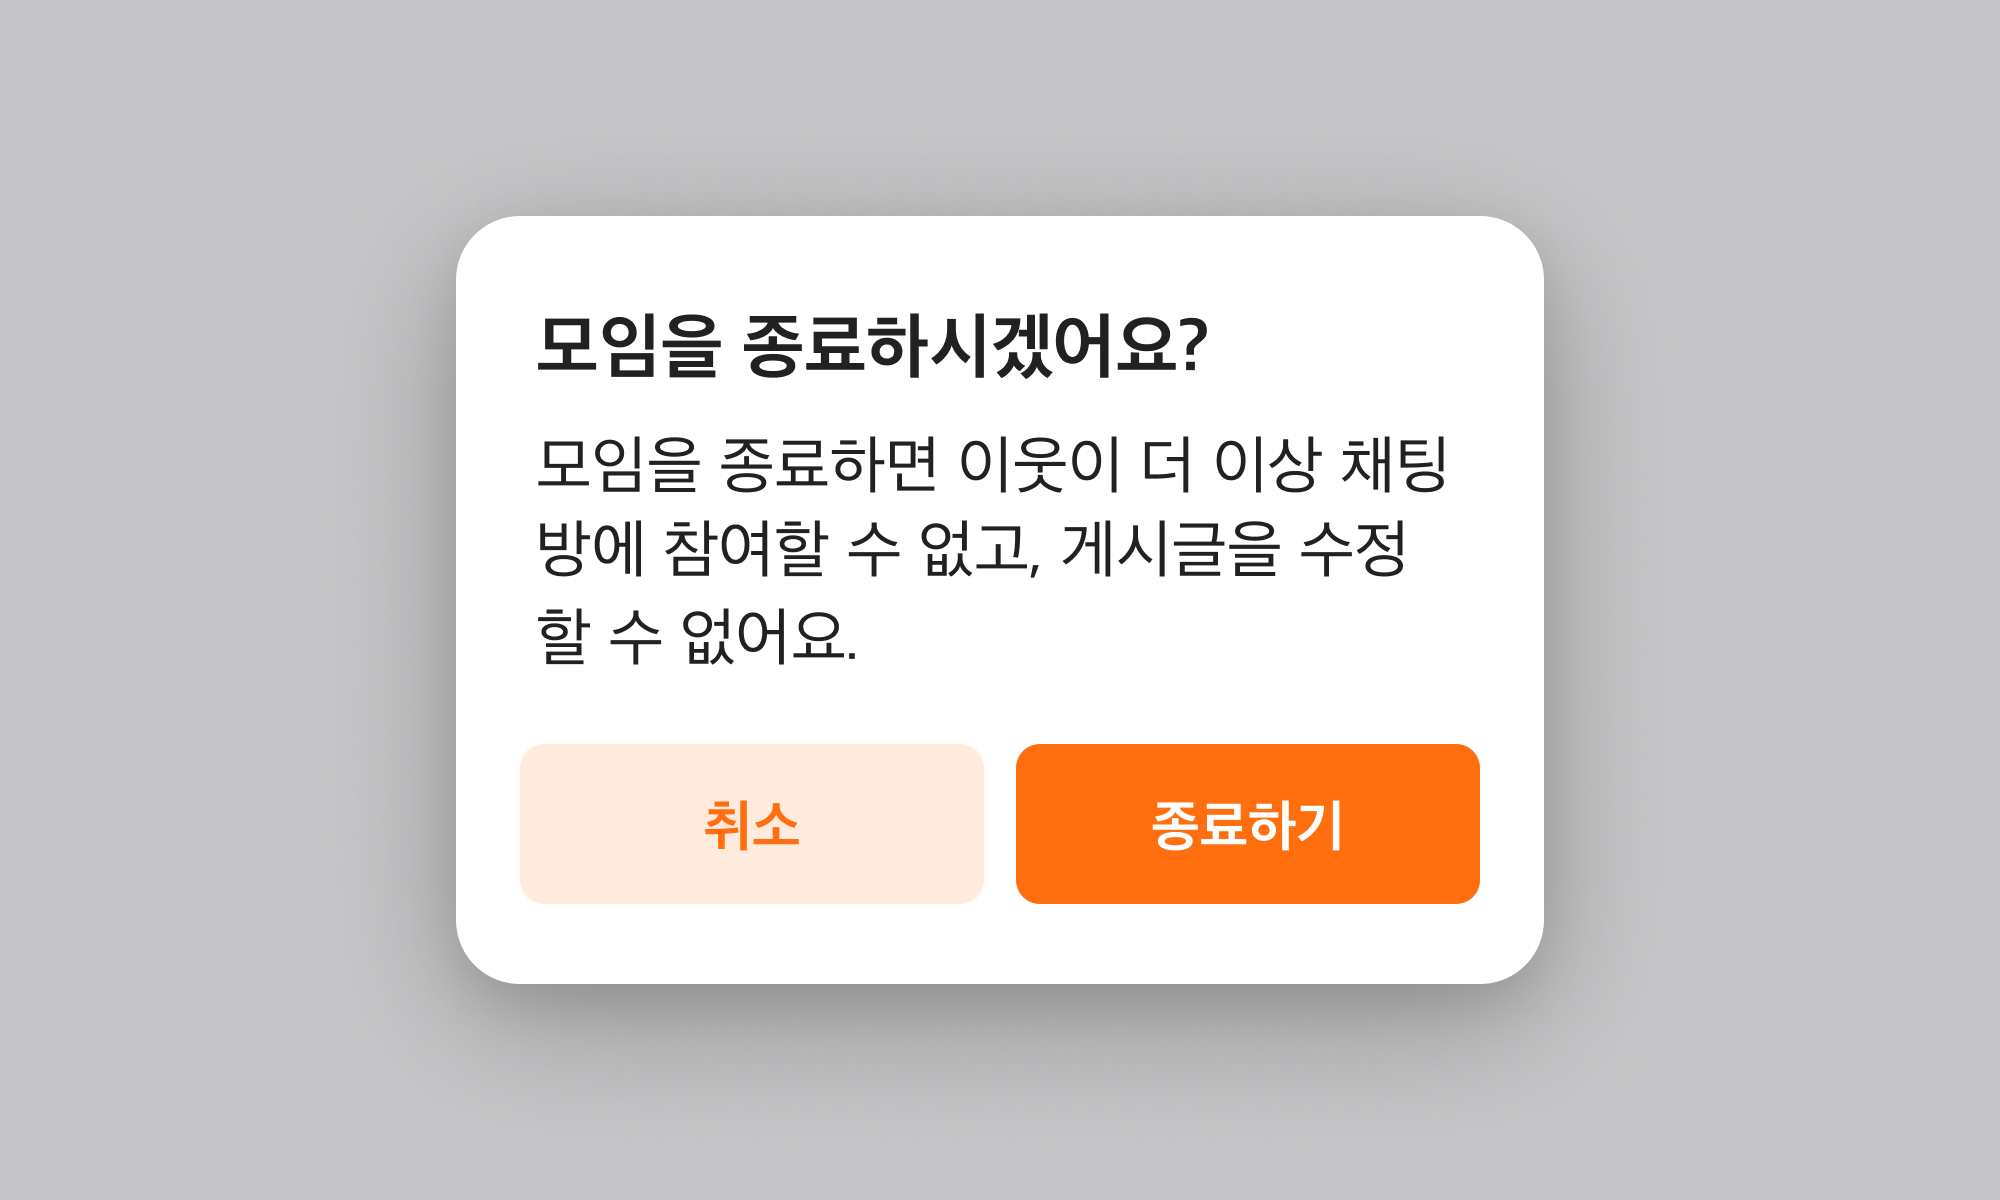 모임을 종료하시겠어요?
모임을 종료하면 이웃이 더 이상 채팅
방에 참여할 수 없고, 게시글을 수정
할 수 없어요.
취소
종료하기